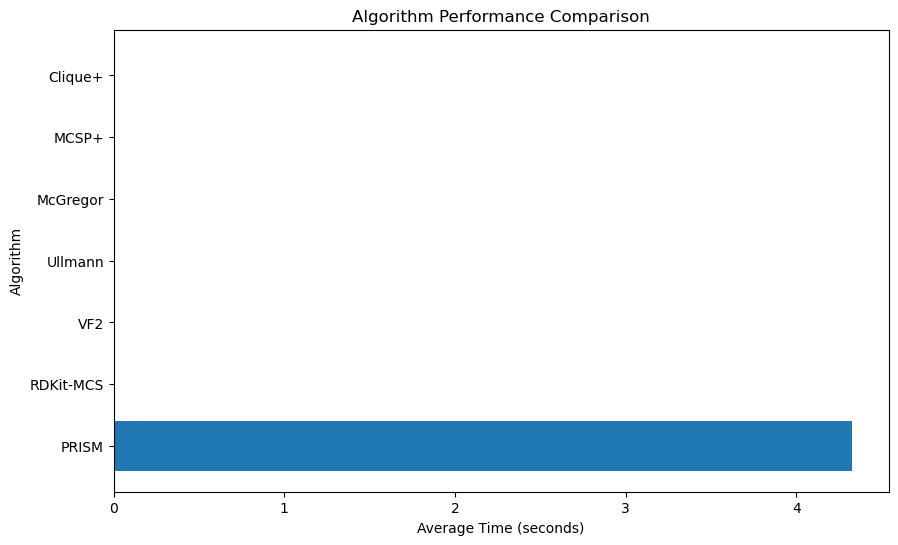 Algorithm Performance Comparison
Algorithm
Clique+
MCSP+
McGregor
Ullmann
VF2
RDKit-MCS
PRISM
0 1 2 3 4
Average Time (seconds)